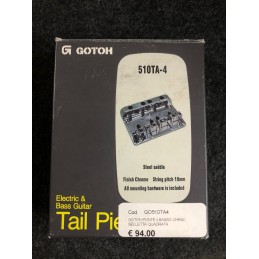 G GOTOH
510TA-4
Steel saddle
Finish Chrome String pitch 19mm
All mounting hardware is included
Electric &
Bass Guitar
Tail Pie
Cod. GO510TA4
€ 94.00